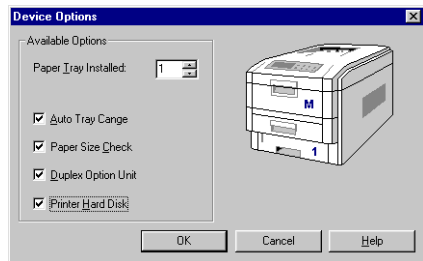 Device Options
Available Options
Paper Tray Installed: 1
M
Auto Tray Cange
Paper Size Check
1
Duplex Option Unit
Printer Hard Disk
OK Cancel Help